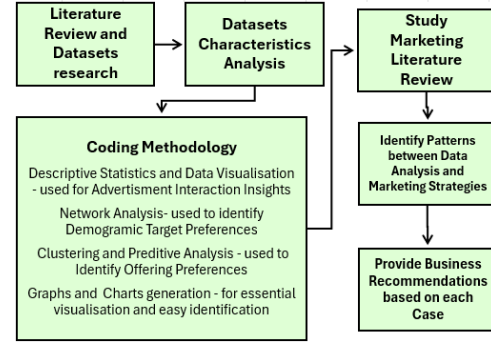 Literature
Review and
Datasets
research
Datasets
Characteristics
Analysis
Coding Methodology
Descriptive Statistics and Data Visualisation
- used for Advertisment Interaction Insights
Network Analysis- used to identify
Demogramic Target Preferences
Clustering and Preditive Analysis - used to
Identify Offering Preferences
Graphs and Charts generation - for essential
visualisation and easy identification
Study
Marketing
Literature
Review
Identify Patterns
between Data
Analysis and
Marketing Strategies
Provide Business
Recommendations
based on each
Case